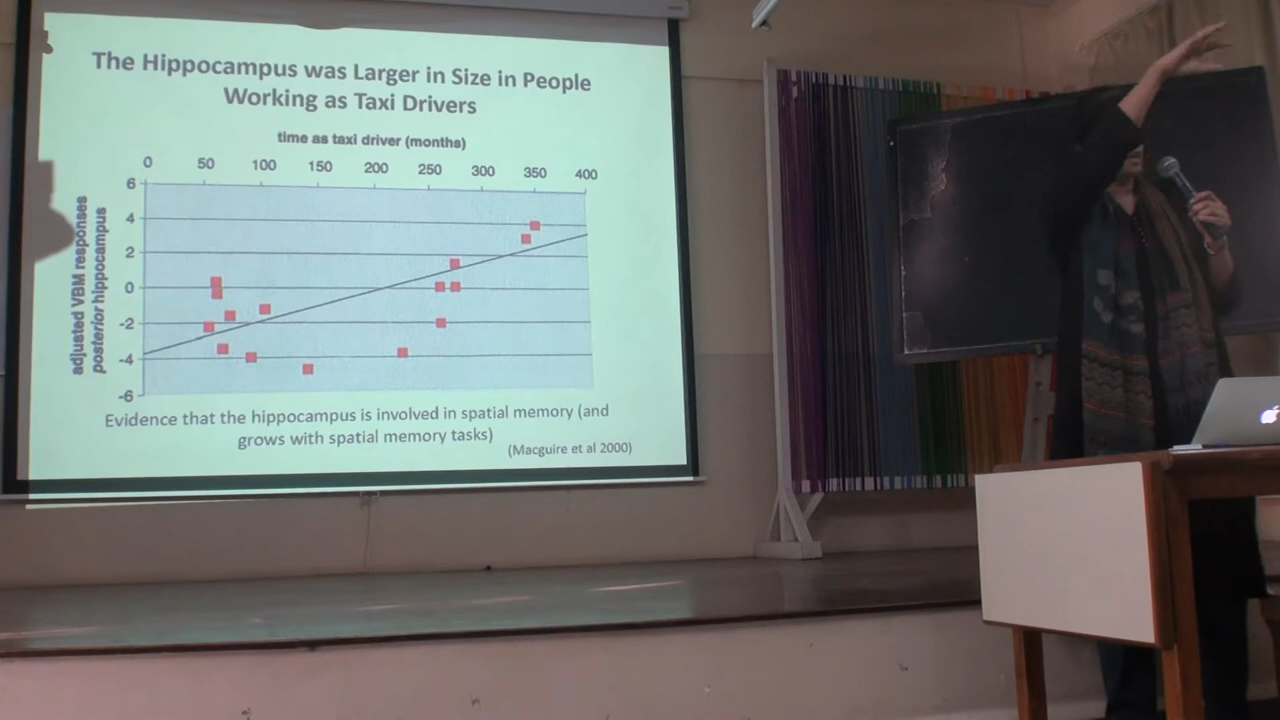 The Hippocampus was Larger in Size in People
Working as Taxi Drivers
time as taxi driver (months)
0 50 100 150 200 250 300 350 400
6
4
2
0
-2
-4
-6
adjusted VBM responses
posterior hippocampus
Evidence that the hippocampus is involved in spatial memory (and
grows with spatial memory tasks)
(Macguire et al 2000)